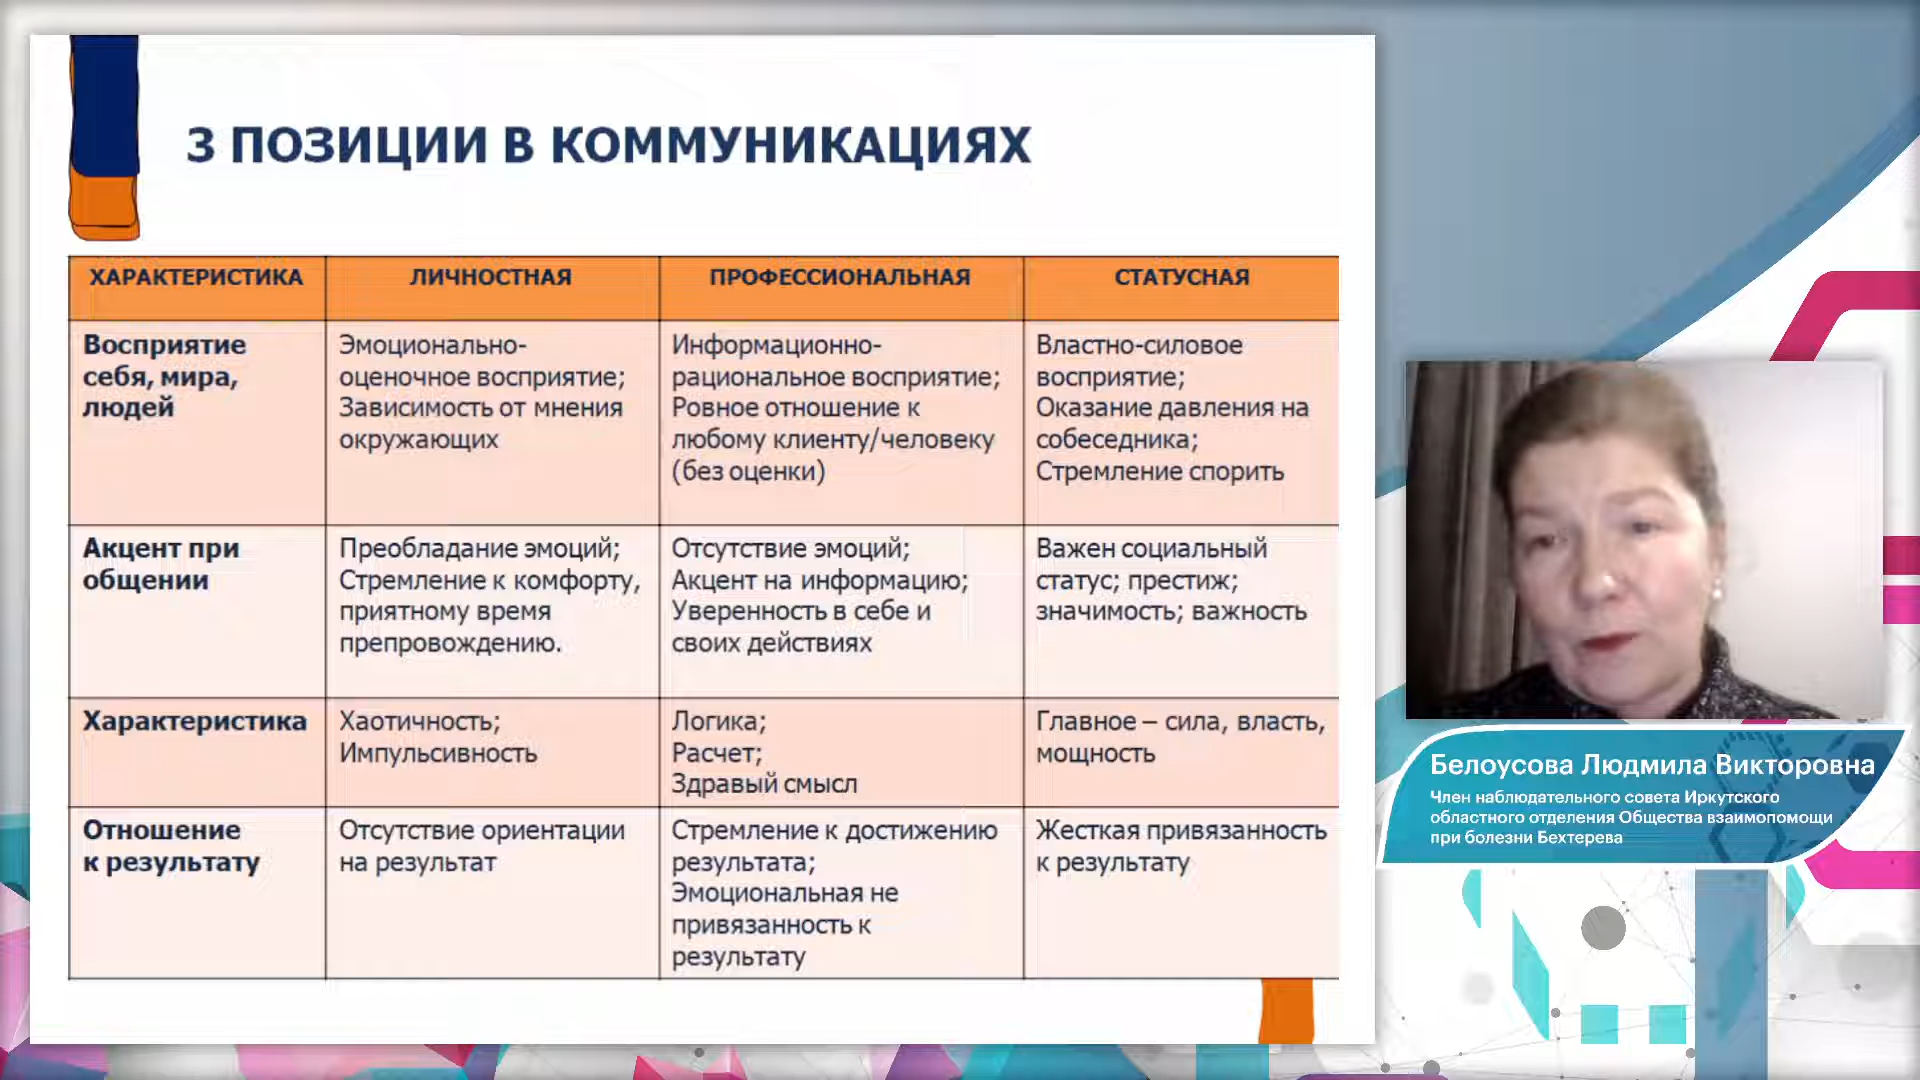 3 ПОЗИЦИИ В КОММУНИКАЦИЯХ
ХАРАКТЕРИСТИКА
ЛИЧНОСТНАЯ
ПРОФЕССИОНАЛЬНАЯ
СТАТУСНАЯ
Восприятие
себя, мира,
людей
Эмоционально-
оценочное восприятие;
Зависимость от мнения
окружающих
Информационно-
рациональное восприятие;
Ровное отношение к
любому клиенту/человеку
(без оценки)
Властно-силовое
восприятие;
Оказание давления на
собеседника;
Стремление спорить
Акцент при
общении
Преобладание эмоций;
Стремление к комфорту,
приятному время
препровождению.
Отсутствие эмоций;
Акцент на информацию;
Уверенность в себе и
своих действиях
Важен социальный
статус; престиж;
значимость; важность
Характеристика
Хаотичность;
Импульсивность
Логика;
Расчет;
Здравый смысл
Главное – сила, власть,
мощность
Отношение
к результату
Отсутствие ориентации
на результат
Стремление к достижению
результата;
Эмоциональная не
привязанность к
результату
Жесткая привязанность
к результату
Белоусова Людмила Викторовна
Член наблюдательного совета Иркутского
областного отделения Общества взаимопомощи
при болезни Бехтерева